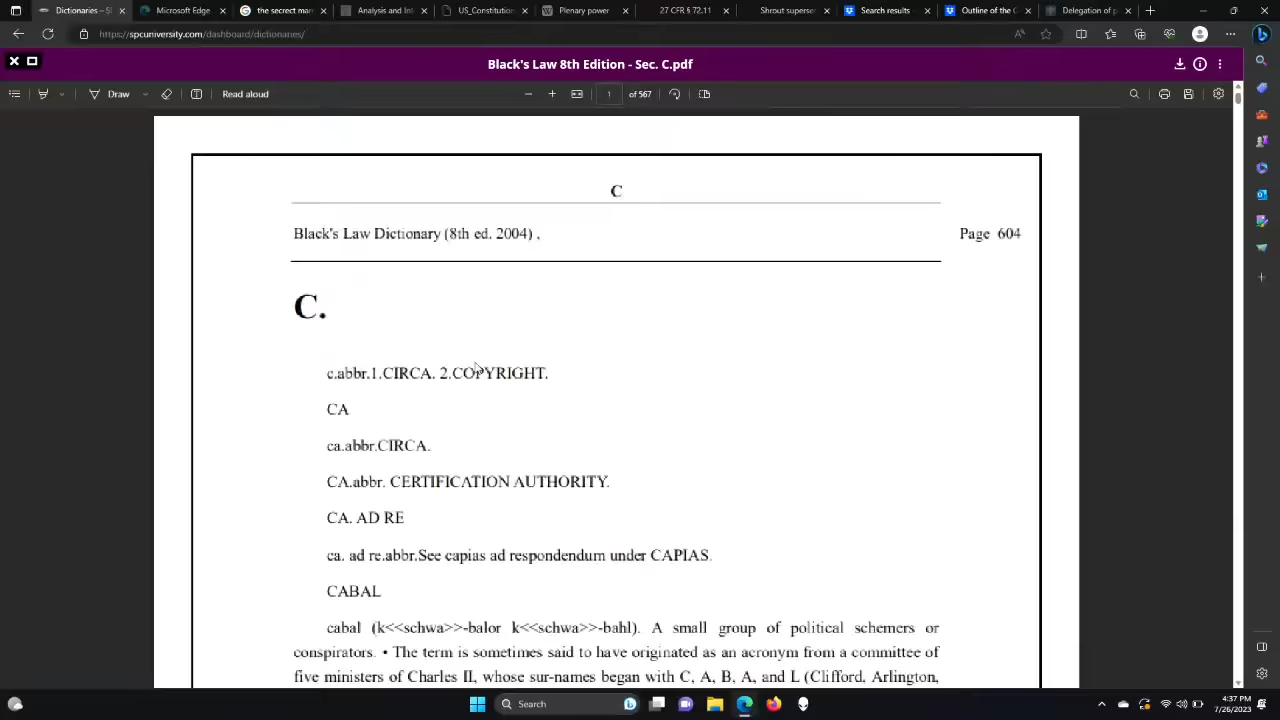 Dictionaries – S
Microsoft Edge
the secrect mar
Analysis and Int
US_Constitution
Plenary power
27 CFR § 72.11
Shrout superse
Search results
Outline of the C
Delegation of p
https://spcuniversity.com/dashboard/dictionaries/
Black's Law 8th Edition - Sec. C.pdf
Draw
Read aloud
1 of 567
C
Black's Law Dictionary (8th ed. 2004) , Page 604
C.
c.abbr.1.CIRCA. 2.COPYRIGHT.
CA
ca.abbr.CIRCA.
CA.abbr. CERTIFICATION AUTHORITY.
CA. AD RE
ca. ad re.abbr.See capias ad respondendum under CAPIAS.
CABAL
cabal (k<<schwa>>-balor k<<schwa>>-bahl). A small group of political schemers or
conspirators. • The term is sometimes said to have originated as an acronym from a committee of
five ministers of Charles II, whose sur-names began with C, A, B, A, and L (Clifford, Arlington,
Search
4:37 PM
7/26/2023